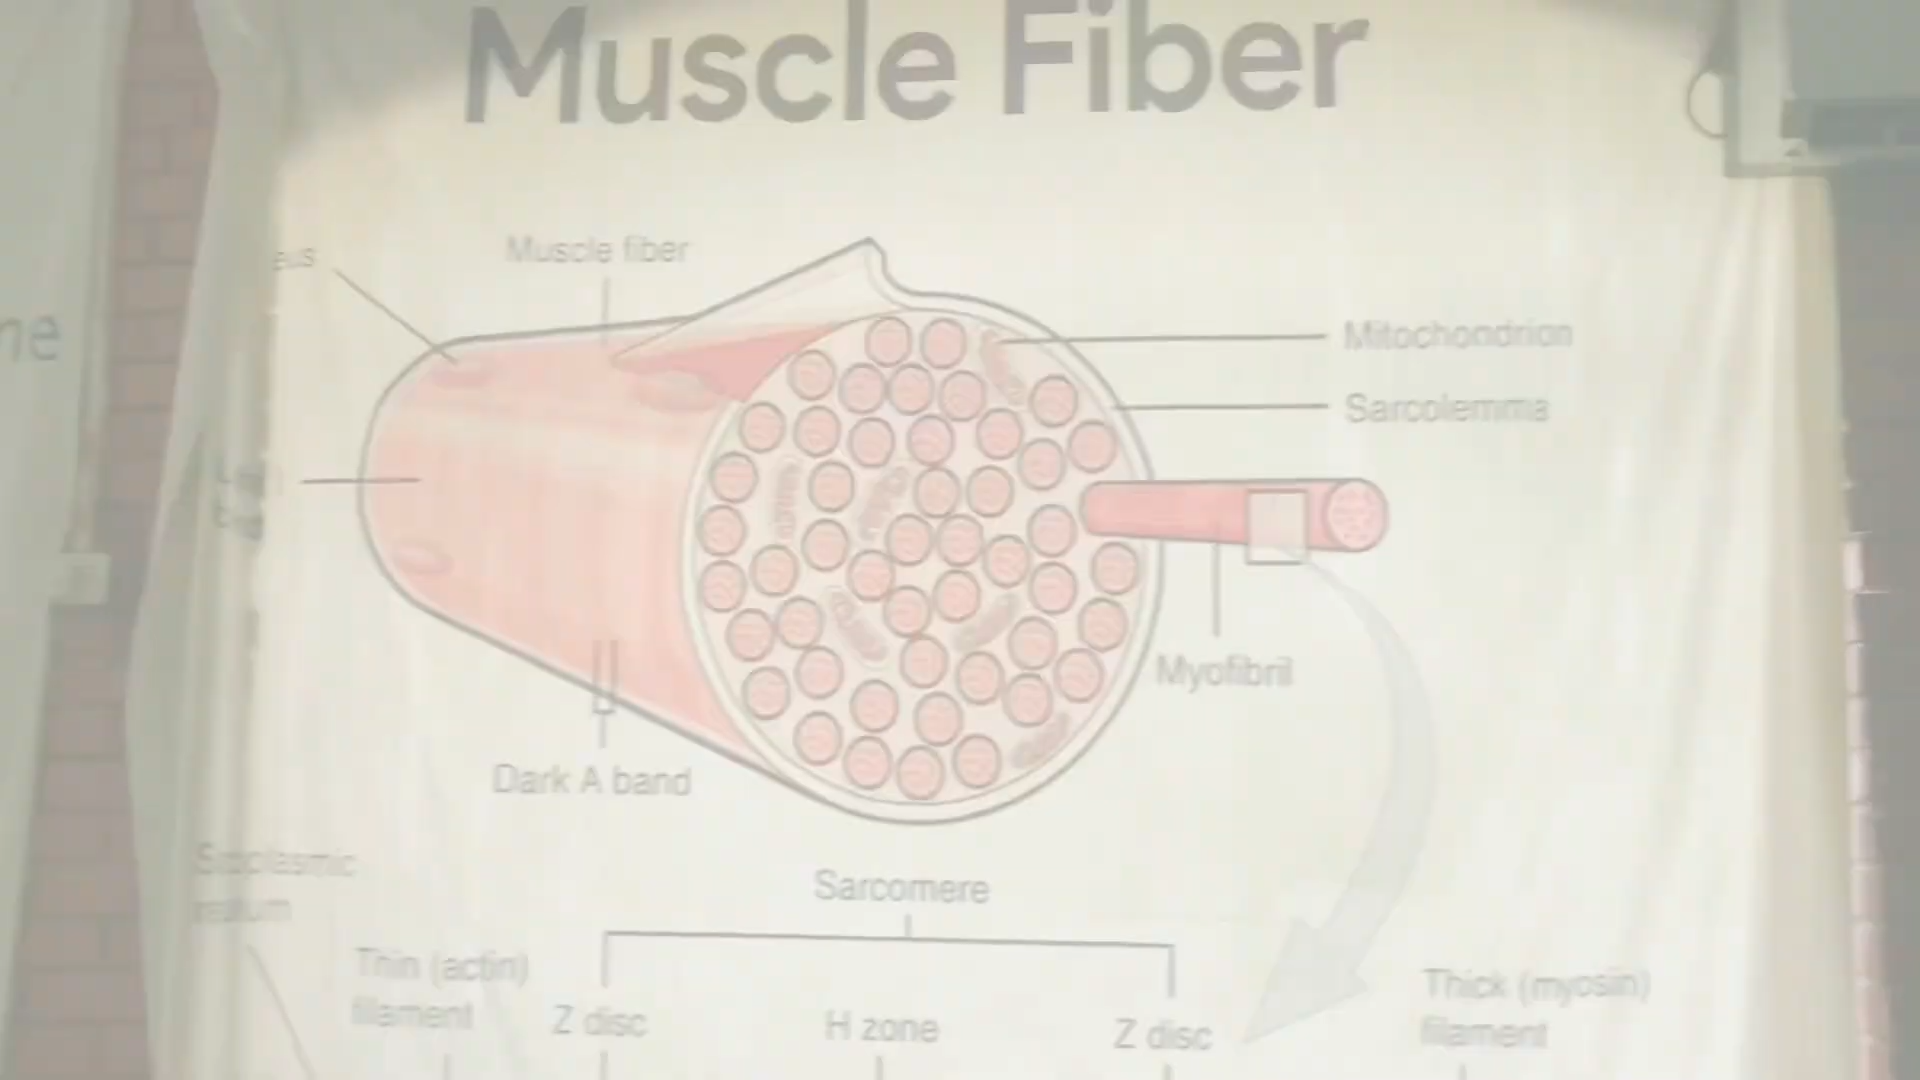 Muscle Fiber
Muscle fiber
Mitochondrion
Sarcolemma
Myofibril
Dark A band
Sarcomere
Thin (actin)
filament
Z disc
H zone
Z disc
Thick (myosin)
filament